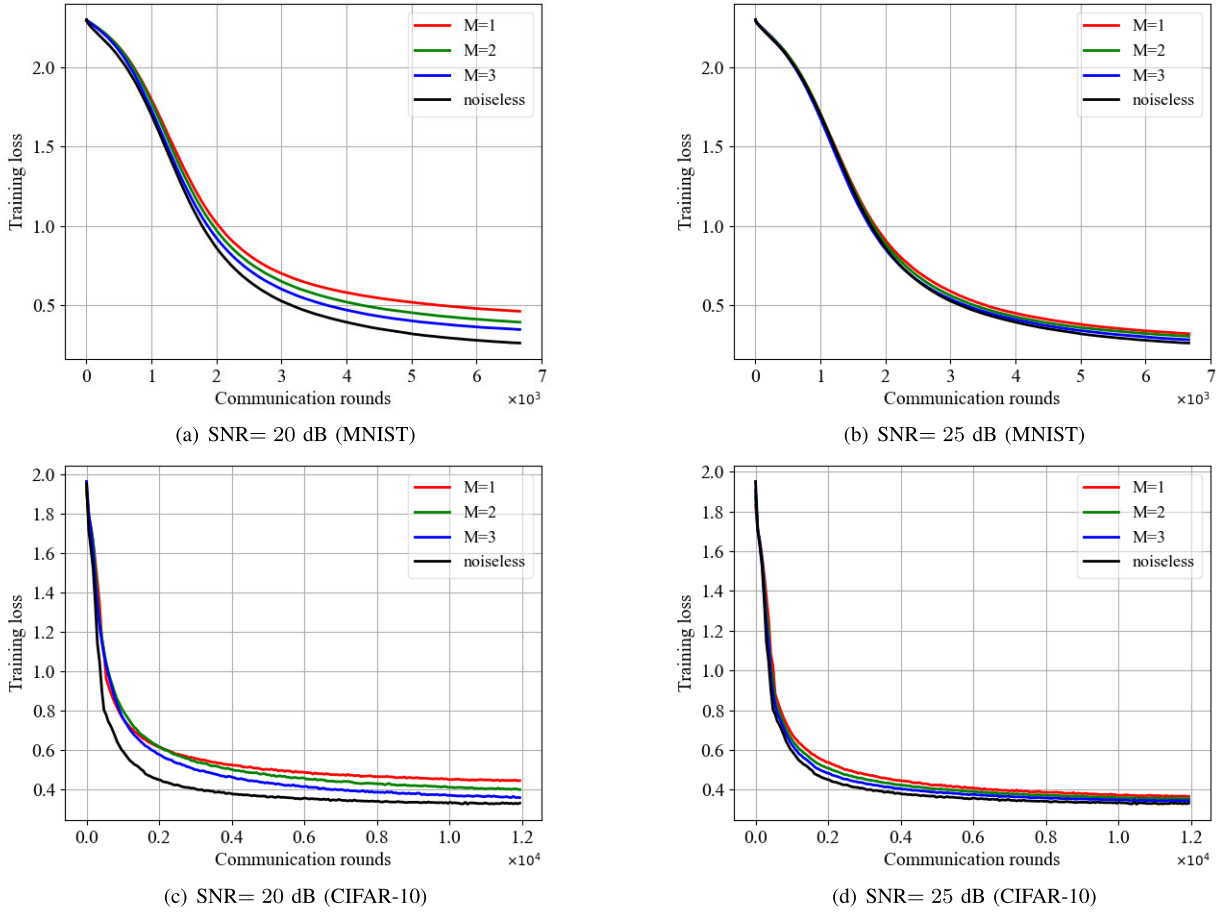 M=1
M=2
M=3
noiseless
2.0
1.5
1.0
0.5
Training loss
0 1 2 3 4 5 6 7
Communication rounds
×10³
(a) SNR= 20 dB (MNIST)
M=1
M=2
M=3
noiseless
2.0
1.5
1.0
0.5
Training loss
0 1 2 3 4 5 6 7
Communication rounds
×10³
(b) SNR= 25 dB (MNIST)
M=1
M=2
M=3
noiseless
2.0
1.8
1.6
1.4
1.2
1.0
0.8
0.6
0.4
Training loss
0.0 0.2 0.4 0.6 0.8 1.0 1.2
Communication rounds
×10⁴
(c) SNR= 20 dB (CIFAR-10)
M=1
M=2
M=3
noiseless
2.0
1.8
1.6
1.4
1.2
1.0
0.8
0.6
0.4
Training loss
0.0 0.2 0.4 0.6 0.8 1.0 1.2
Communication rounds
×10⁴
(d) SNR= 25 dB (CIFAR-10)